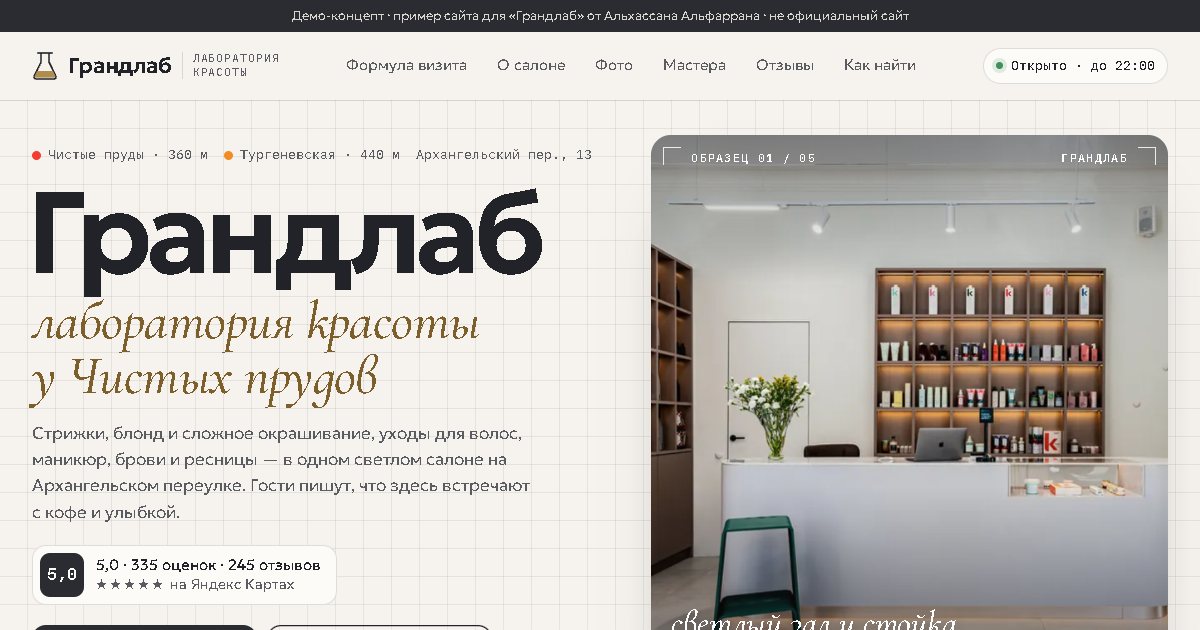 Демо-концепт · пример сайта для «Грандлаб» от Альхассана Альфаррана · не официальный сайт
Грандлаб
ЛАБОРАТОРИЯ
КРАСОТЫ
Формула визита
О салоне
Фото
Мастера
Отзывы
Как найти
Открыто · до 22:00
Чистые пруды · 360 м
Тургеневская · 440 м
Архангельский пер., 13
Грандлаб
лаборатория красоты
у Чистых прудов
Стрижки, блонд и сложное окрашивание, уходы для волос,
маникюр, брови и ресницы — в одном светлом салоне на
Архангельском переулке. Гости пишут, что здесь встречают
с кофе и улыбкой.
5,0
5,0 · 335 оценок · 245 отзывов
★★★★★ на Яндекс Картах
ОБРАЗЕЦ 01 / 05
ГРАНДЛАБ
светлый зал и стойка